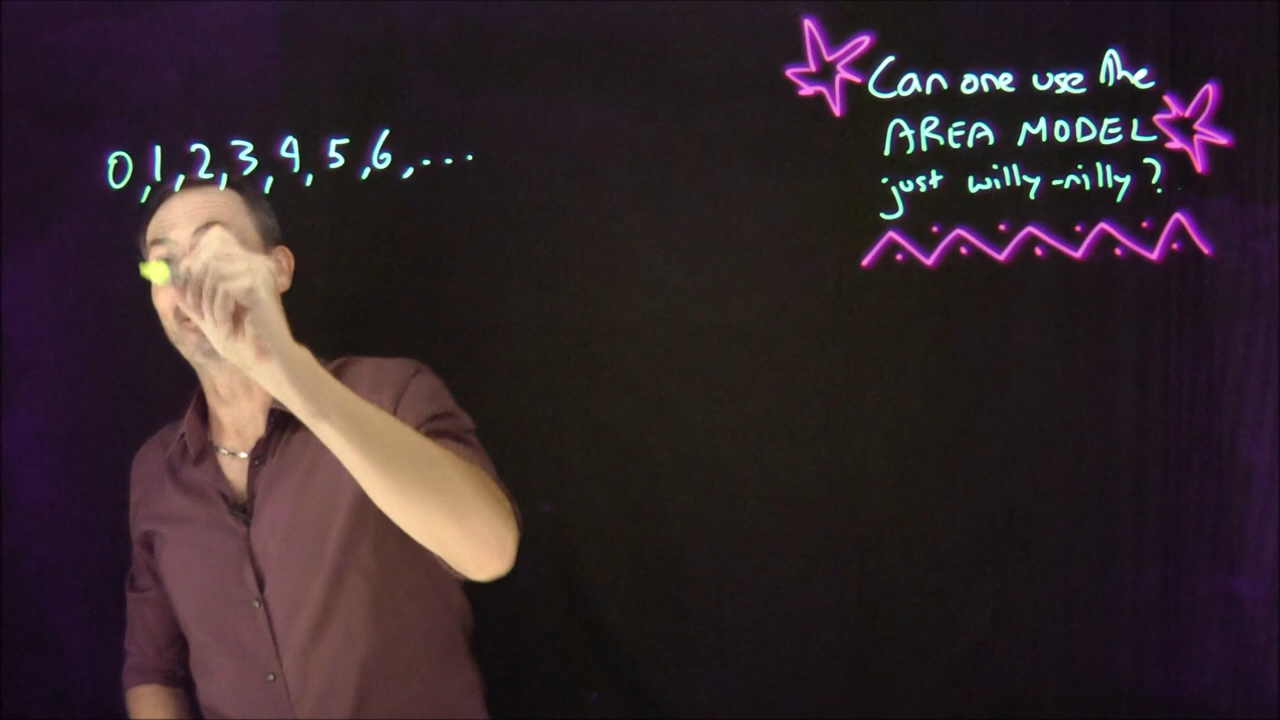 0, 1, 2, 3, 4, 5, 6, ...
Can one use the
AREA MODEL
just willy-nilly?